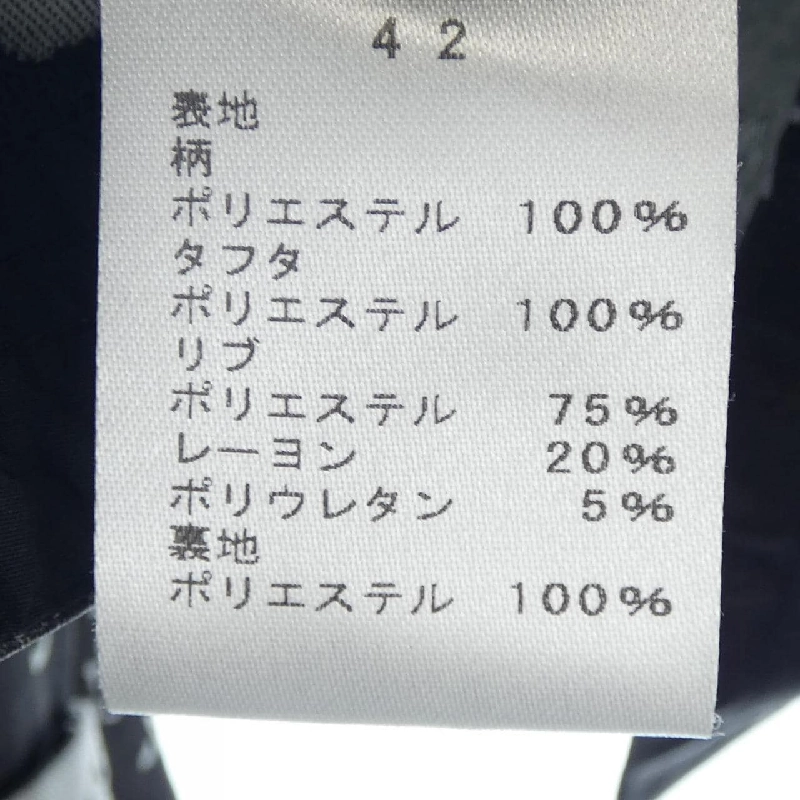 42
表地
柄
ポリエステル 100%
タフタ
ポリエステル 100%
リブ
ポリエステル 75%
レーヨン 20%
ポリウレタン 5%
裏地
ポリエステル 100%